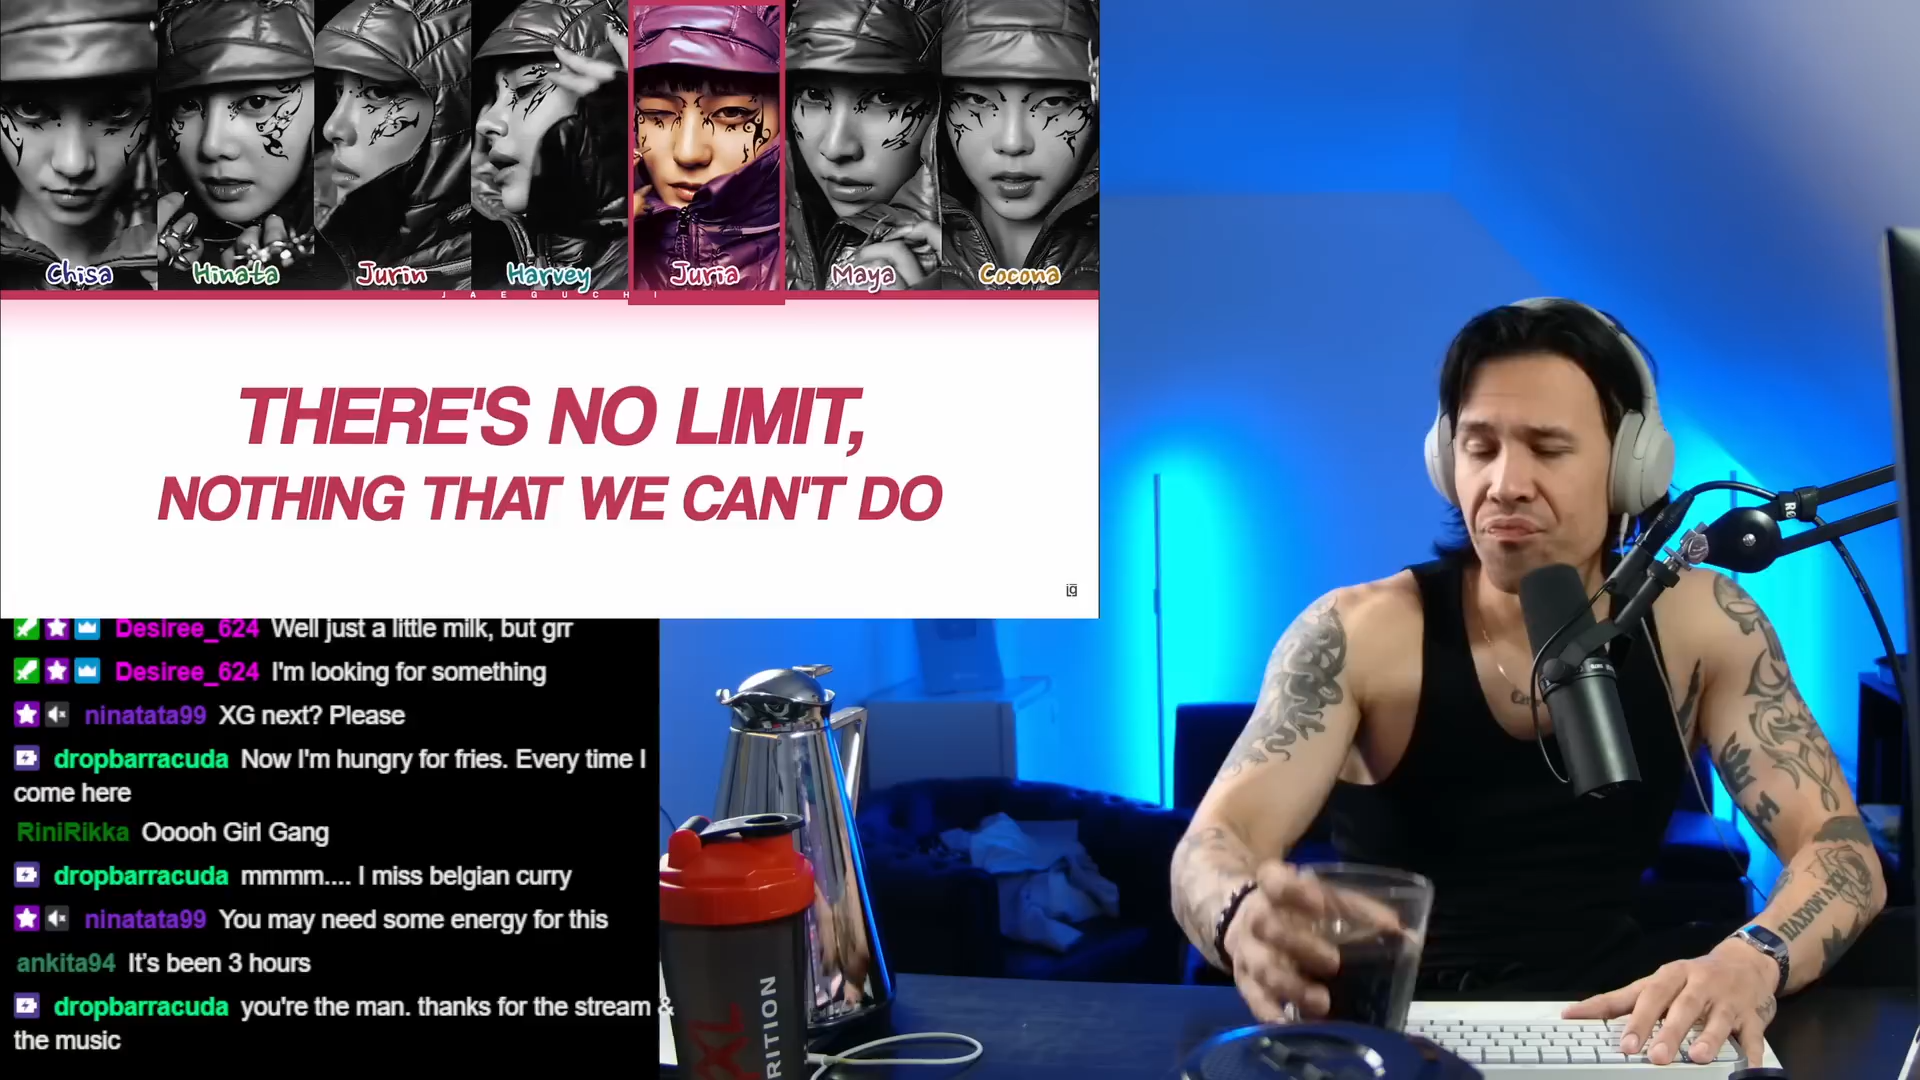 Chisa Hinata Jurin Harvey Juria Maya Cocona
J A E G U C H I
THERE'S NO LIMIT,
NOTHING THAT WE CAN'T DO
Desiree_624 Well just a little milk, but grr
Desiree_624 I'm looking for something
ninatata99 XG next? Please
dropbarracuda Now I'm hungry for fries. Every time I
come here
RiniRikka Ooooh Girl Gang
dropbarracuda mmmm.... I miss belgian curry
ninatata99 You may need some energy for this
ankita94 It's been 3 hours
dropbarracuda you're the man. thanks for the stream &
the music
XL
RITION